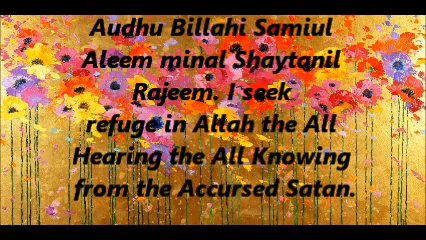 Audhu Billahi Samiul
Aleem minal Shaytanil
Rajeem. I seek
refuge in Allah the All
Hearing the All Knowing
from the Accursed Satan.